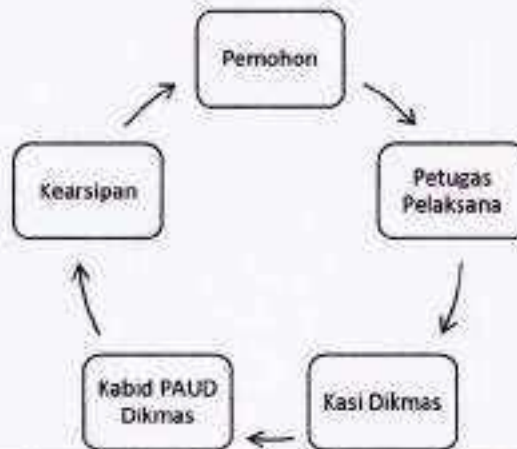 Pemohon
Petugas
Pelaksana
Kasi Dikmas
Kabid PAUD
Dikmas
Kearsipan